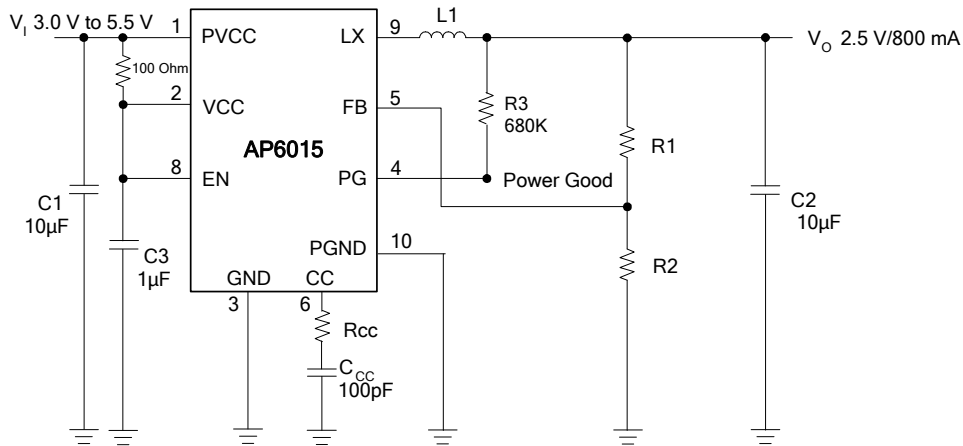 V_I 3.0 V to 5.5 V
1
PVCC
LX
9
L1
V_O 2.5 V/800 mA
100 Ohm
2
VCC
FB
5
R3
680K
R1
AP6015
8
EN
PG
4
Power Good
C1
10µF
C2
10µF
C3
1µF
PGND
10
R2
GND
CC
3
6
Rcc
C_CC
100pF